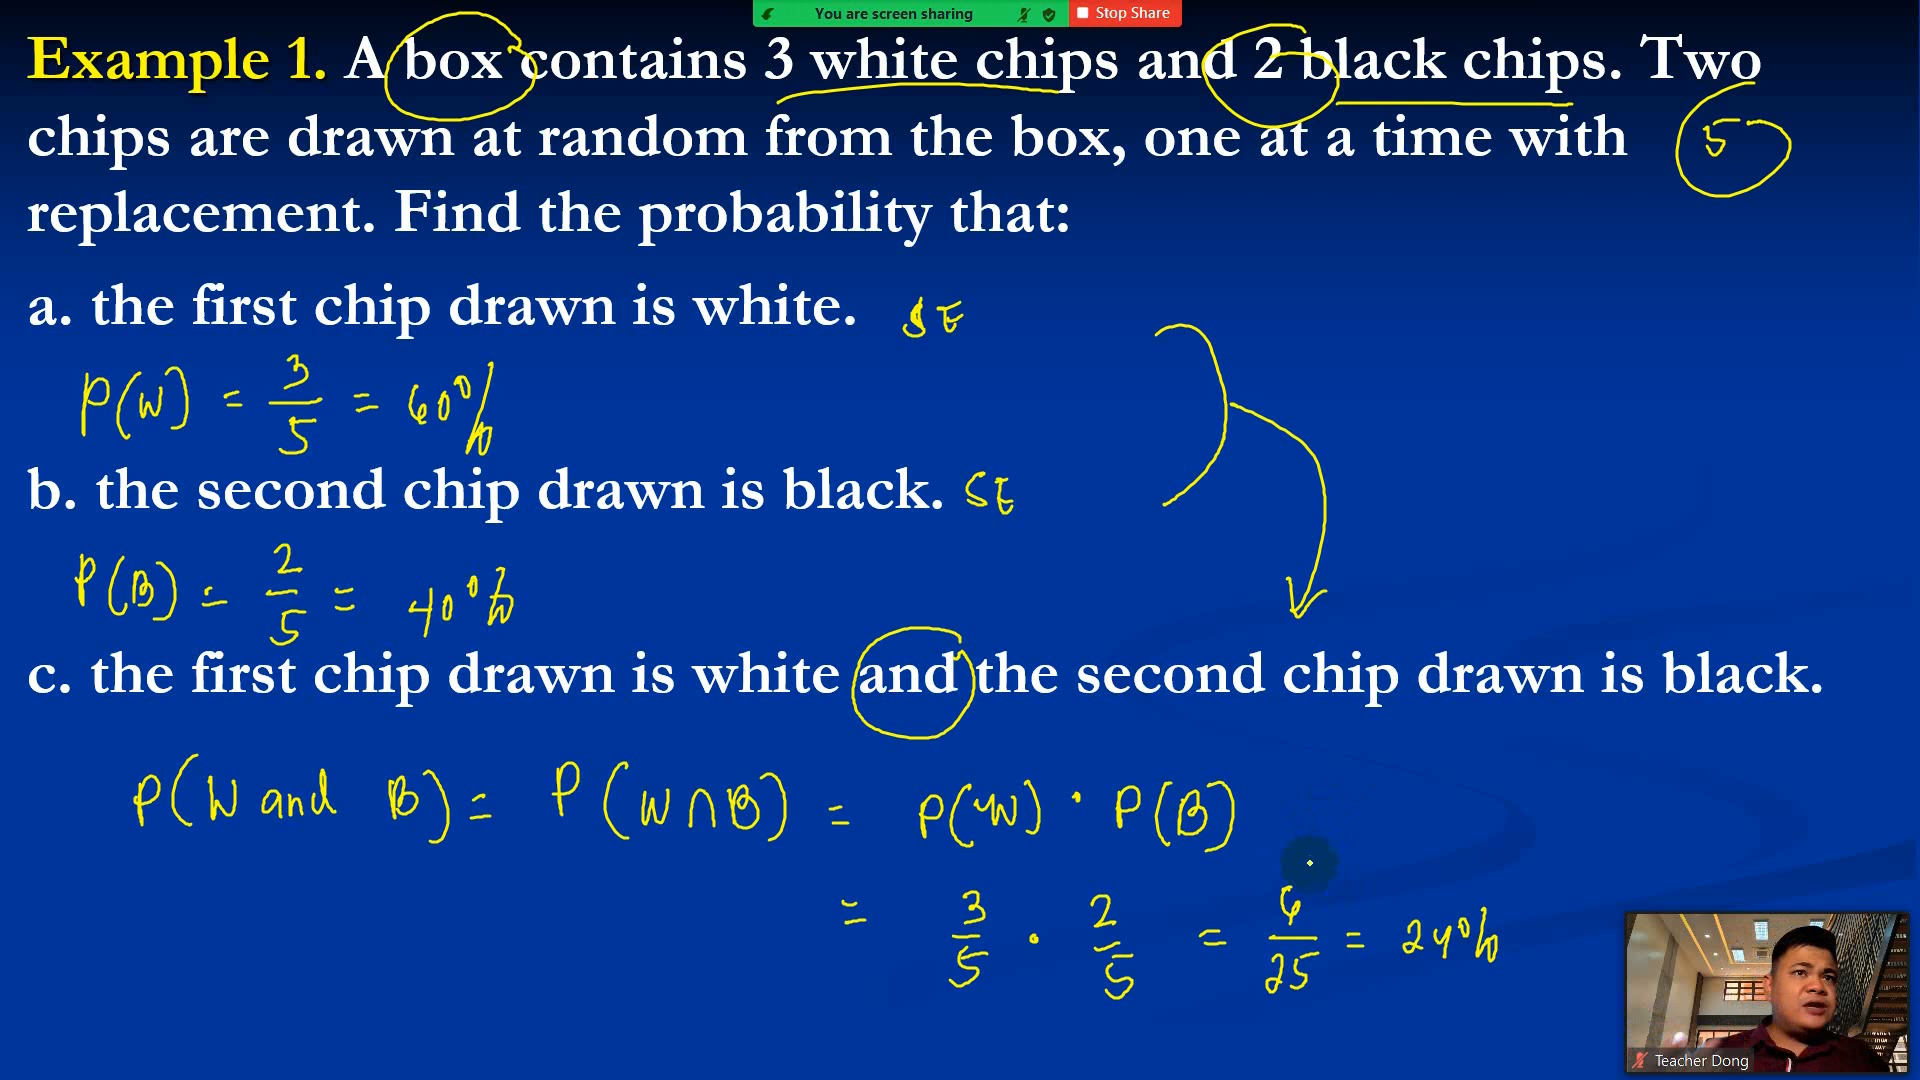 You are screen sharing Stop Share
Example 1. A box contains 3 white chips and 2 black chips. Two
chips are drawn at random from the box, one at a time with
5
replacement. Find the probability that:
a. the first chip drawn is white. SE
P(W) = 3/5 = 60%
b. the second chip drawn is black. SE
P(B) = 2/5 = 40%
c. the first chip drawn is white and the second chip drawn is black.
P(W and B) = P(W∩B) = P(W) · P(B)
= 3/5 · 2/5 = 6/25 = 24%
Teacher Dong